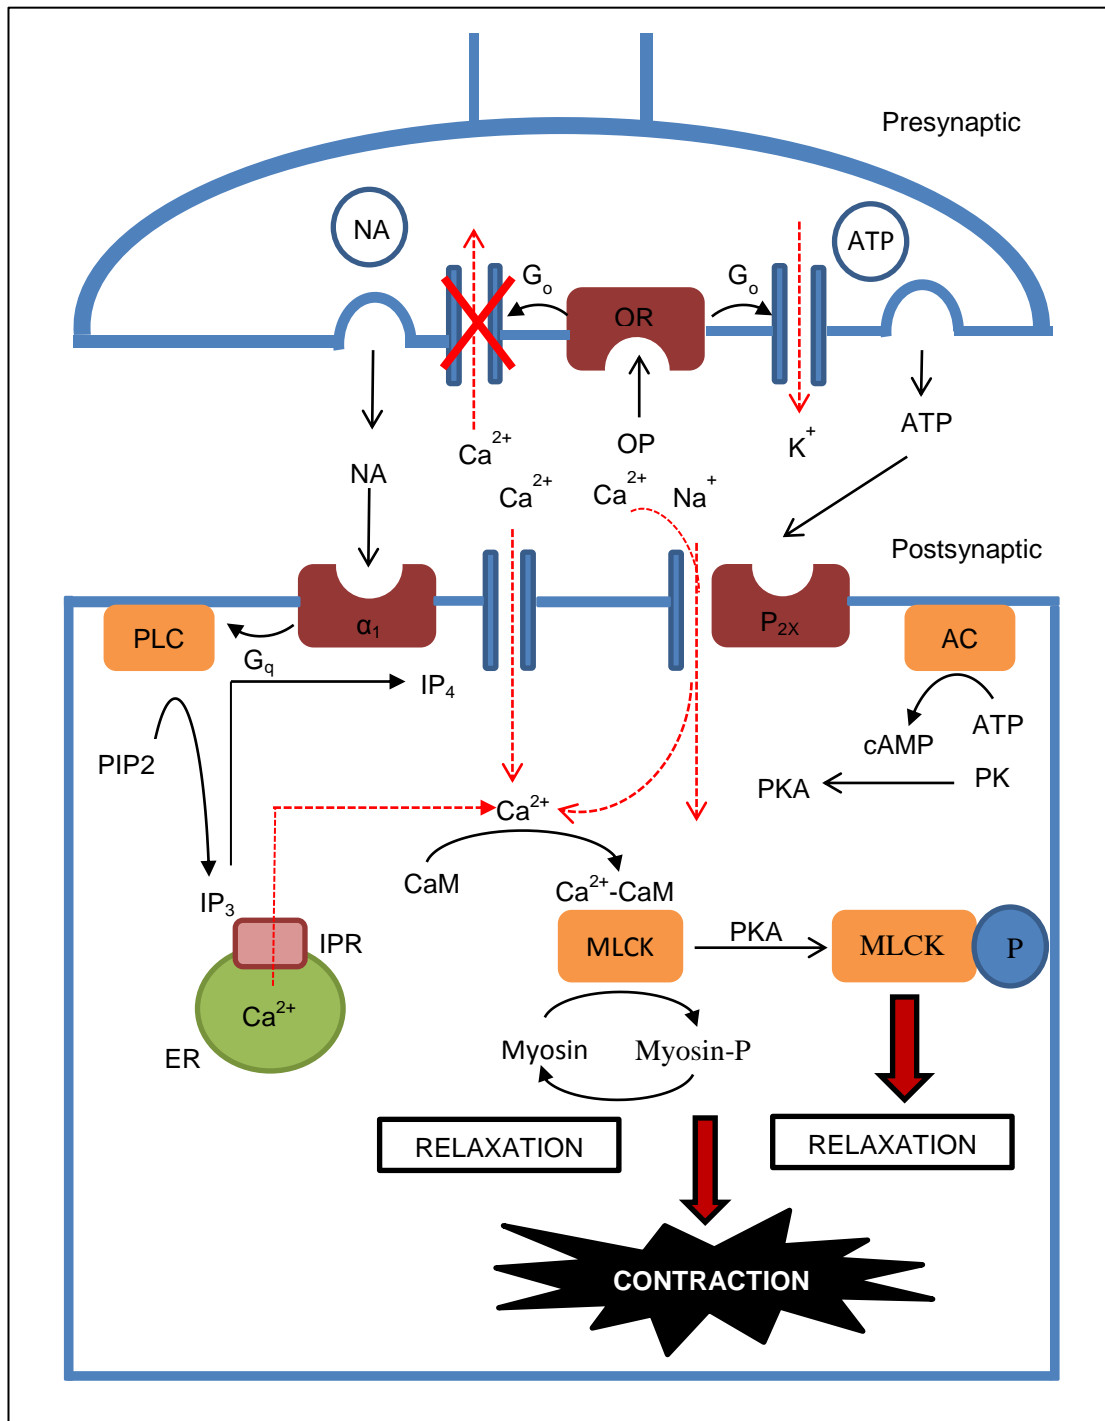 Presynaptic
NA
ATP
Gₒ
Gₒ
OR
Ca²⁺
OP
K⁺
ATP
NA
Ca²⁺
Ca²⁺
Na⁺
Postsynaptic
PLC
α₁
P₂ₓ
AC
G_q
IP₄
ATP
cAMP
PIP2
PKA
PK
Ca²⁺
CaM
Ca²⁺-CaM
IP₃
IPR
MLCK
PKA
MLCK
P
Ca²⁺
ER
Myosin
Myosin-P
RELAXATION
RELAXATION
CONTRACTION